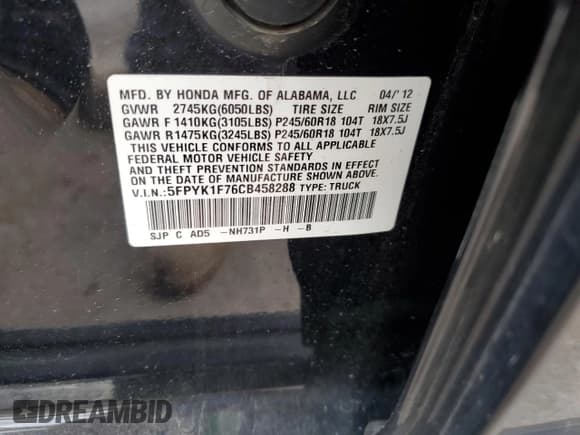 MFD. BY HONDA MFG. OF ALABAMA, LLC 04/'12
GVWR 2745KG(6050LBS) TIRE SIZE RIM SIZE
GAWR F 1410KG(3105LBS) P245/60R18 104T 18X7.5J
GAWR R1475KG(3245LBS) P245/60R18 104T 18X7.5J
THIS VEHICLE CONFORMS TO ALL APPLICABLE
FEDERAL MOTOR VEHICLE SAFETY
AND THEFT PREVENTION STANDARDS IN EFFECT
ON THE DATE OF MANUFACTURE SHOWN ABOVE.
V.I.N.:5FPYK1F76CB458288 TYPE: TRUCK
SJP C AD5 -NH731P -H -B
DREAMBID